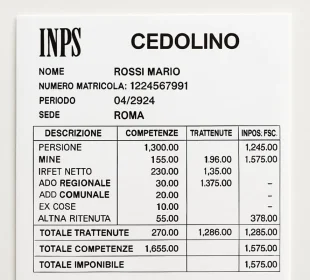 INPS CEDOLINO
NOME ROSSI MARIO
NUMERO MATRICOLA: 1224567991
PERIODO 04/2924
SEDE ROMA
DESCRIZIONE COMPETENZE TRATTENUTE INPOS. FSC.
PERSIONE 1,300.00 1,245.00
MINE 155.00 1.96.00 1,575.00
IRFET NETTO 230.00 1,35.00
ADO REGIONALE 30.00 1.375.00 –
ADD COMUNALE 20.00 –
EX COSE 10.00 –
ALTNA RITENUTA 55.00 378.00
TOTALE TRATTENUTE 270.00 1,286.00 1,285.00
TOTALE COMPETENZE 1,655.00 1,575.00
TOTALE IMPONIBILE 1,575.00